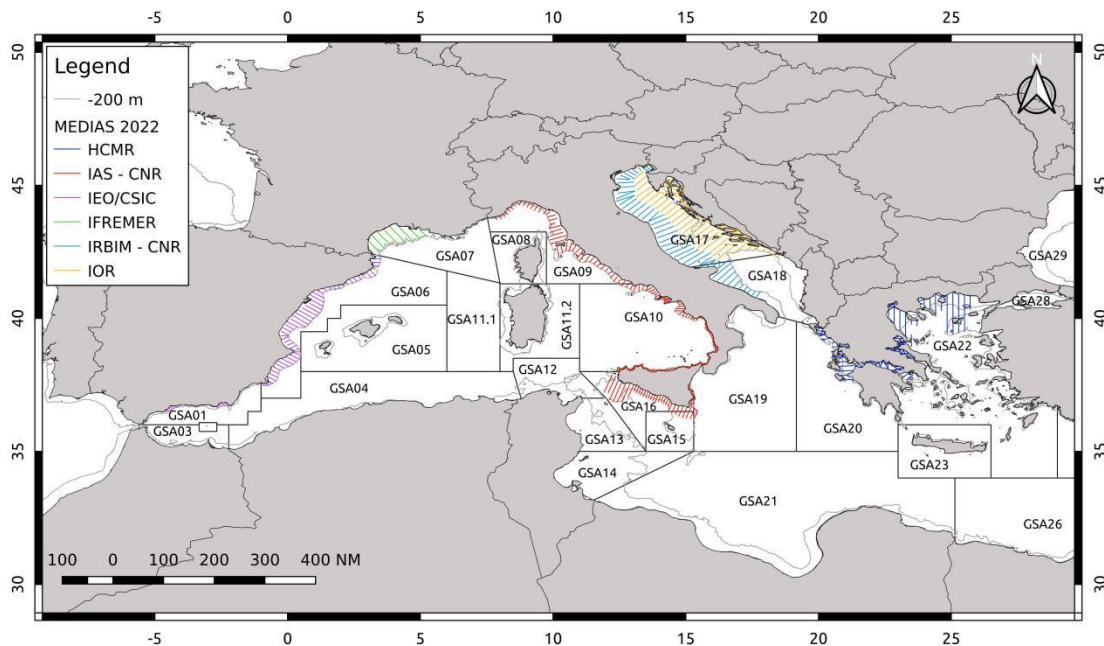 -5 0 5 10 15 20 25
50 50
Legend
-200 m
MEDIAS 2022
HCMR
IAS - CNR
IEO/CSIC
IFREMER
IRBIM - CNR
IOR
N
45 45
GSA17
GSA08
GSA07
GSA09
GSA18
GSA29
GSA28
GSA06
GSA11.1
GSA11.2
GSA10
40 40
GSA22
GSA05
GSA12
GSA04
GSA01
GSA16
GSA19
GSA03
GSA13
GSA15
GSA20
35 35
GSA14
GSA23
GSA21
GSA26
100 0 100 200 300 400 NM
30 30
-5 0 5 10 15 20 25